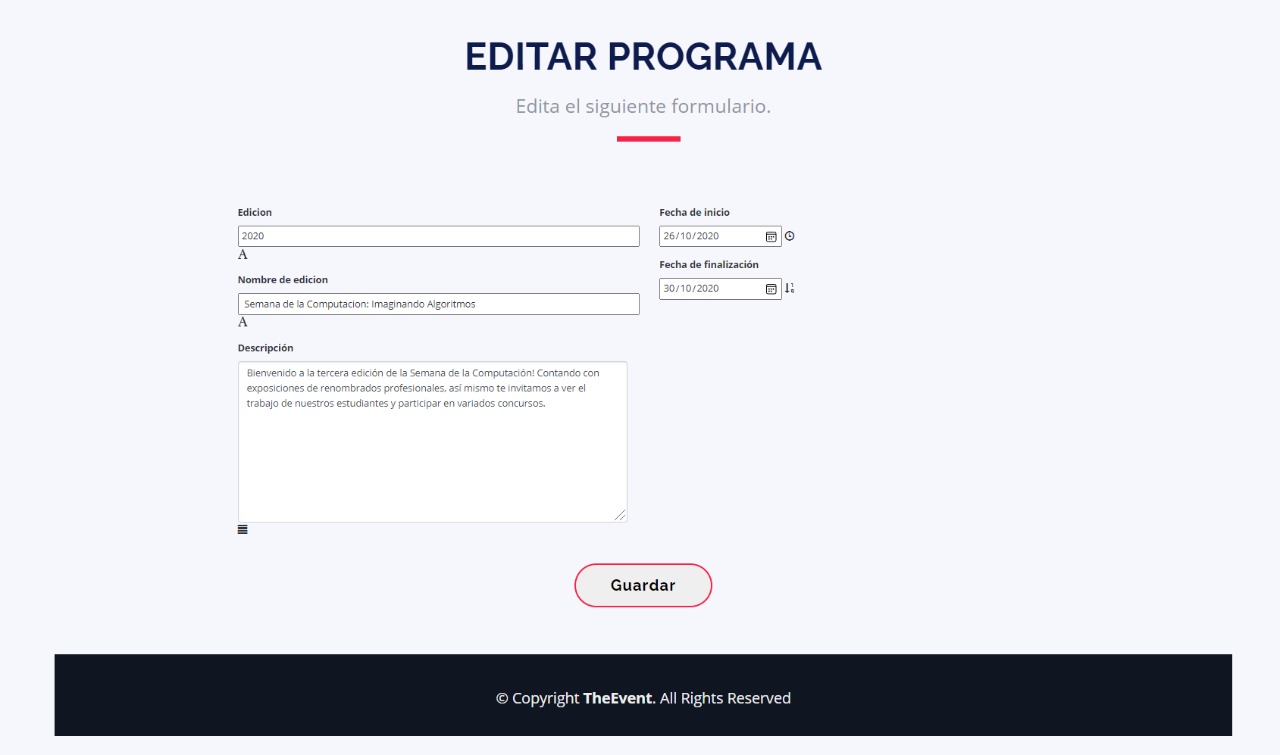 EDITAR PROGRAMA
Edita el siguiente formulario.
Edicion
2020
Nombre de edicion
Semana de la Computacion: Imaginando Algoritmos
Descripción
Bienvenido a la tercera edición de la Semana de la Computación! Contando con
exposiciones de renombrados profesionales, así mismo te invitamos a ver el
trabajo de nuestros estudiantes y participar en variados concursos.
Fecha de inicio
26/10/2020
Fecha de finalización
30/10/2020
Guardar
© Copyright TheEvent. All Rights Reserved